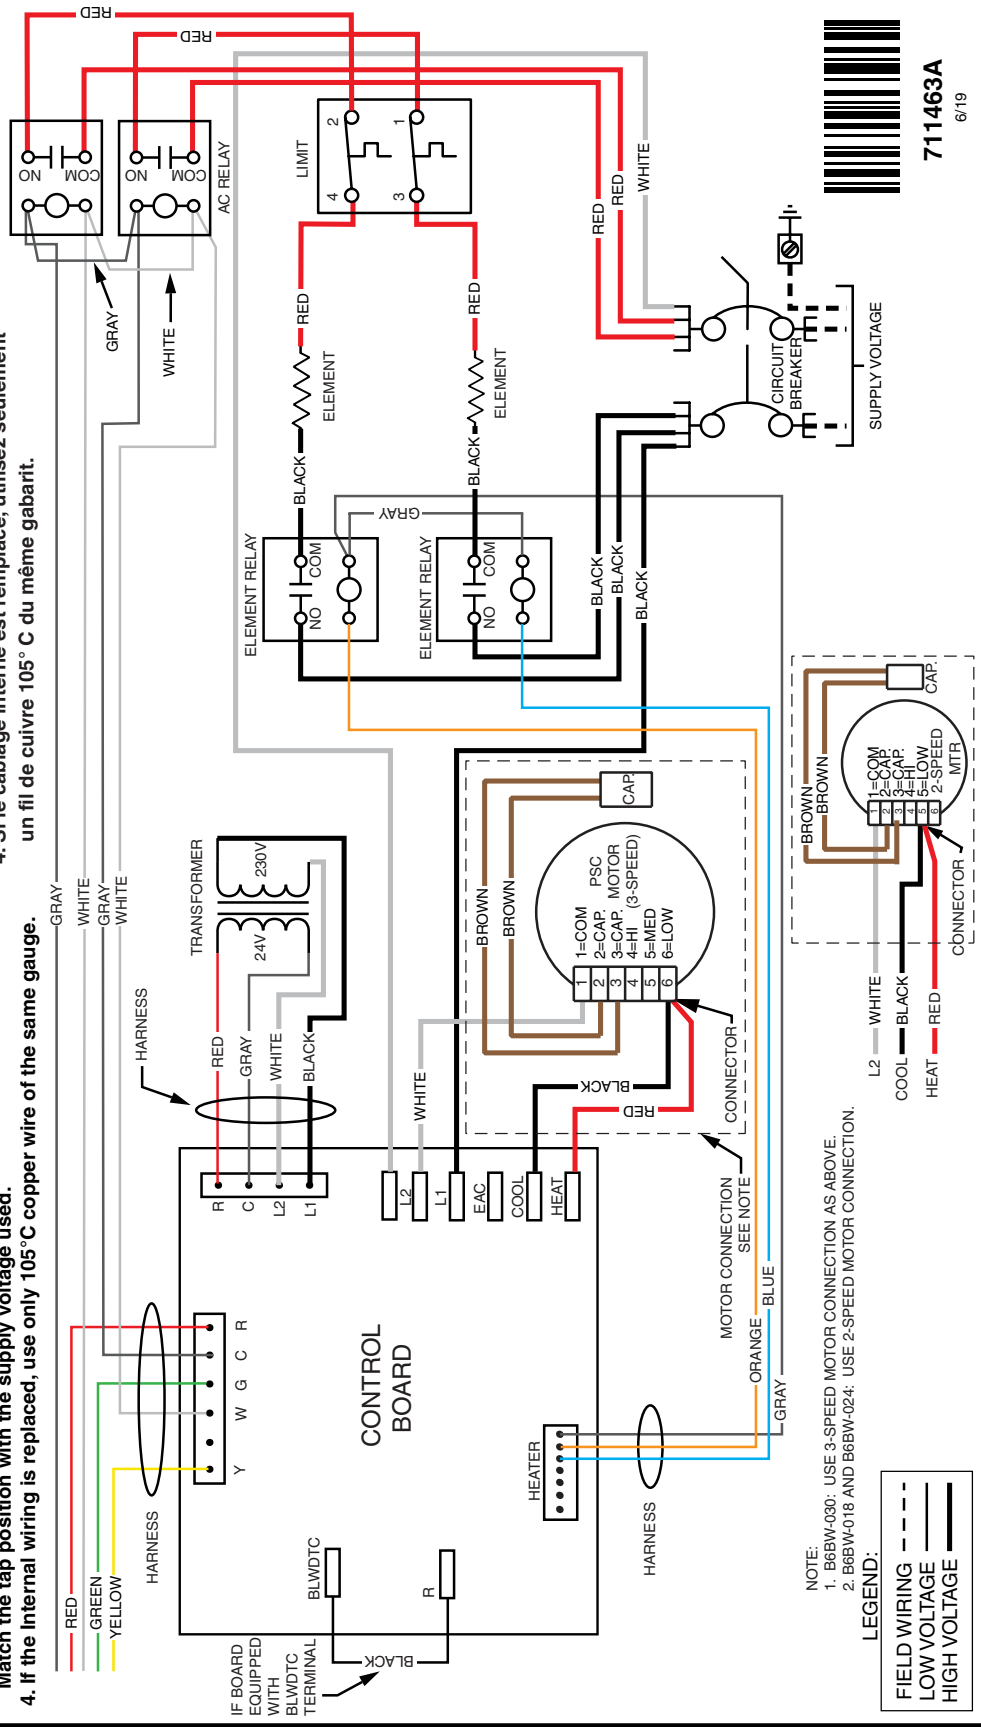 Match the tap position with the supply voltage used.
4. If the Internal wiring is replaced, use only 105°C copper wire of the same gauge.
un fil de cuivre 105° C du même gabarit.
RED
GREEN
YELLOW
GRAY
WHITE
GRAY
WHITE
HARNESS
Y
W
G
C
R
HARNESS
RED
GRAY
WHITE
BLACK
TRANSFORMER
24V
230V
R
C
L2
L1
CONTROL
BOARD
L2
L1
EAC
COOL
HEAT
BLWDTC
R
BLACK
IF BOARD
EQUIPPED
WITH
BLWDTC
TERMINAL
HEATER
HARNESS
GRAY
ORANGE
BLUE
MOTOR CONNECTION
SEE NOTE
WHITE
BLACK
RED
CONNECTOR
BROWN
BROWN
CAP.
1
2
3
4
5
6
1=COM
2=CAP.
3=CAP.
4=HI
5=MED
6=LOW
PSC
MOTOR
(3-SPEED)
GRAY
WHITE
NO
COM
NO
COM
AC RELAY
RED
RED
LIMIT
4
2
3
1
RED
ELEMENT
BLACK
RED
ELEMENT
BLACK
ELEMENT RELAY
NO
COM
ELEMENT RELAY
NO
COM
GRAY
BLACK
BLACK
BLACK
RED
RED
WHITE
CIRCUIT
BREAKER
SUPPLY VOLTAGE
L2
WHITE
COOL
BLACK
HEAT
RED
CONNECTOR
BROWN
BROWN
CAP.
1
2
3
4
5
6
1=COM
2=CAP.
3=CAP.
4=HI
5=LOW
2-SPEED
MTR
NOTE:
1. B6BW-030: USE 3-SPEED MOTOR CONNECTION AS ABOVE.
2. B6BW-018 AND B6BW-024: USE 2-SPEED MOTOR CONNECTION.
LEGEND:
FIELD WIRING
LOW VOLTAGE
HIGH VOLTAGE
711463A
6/19